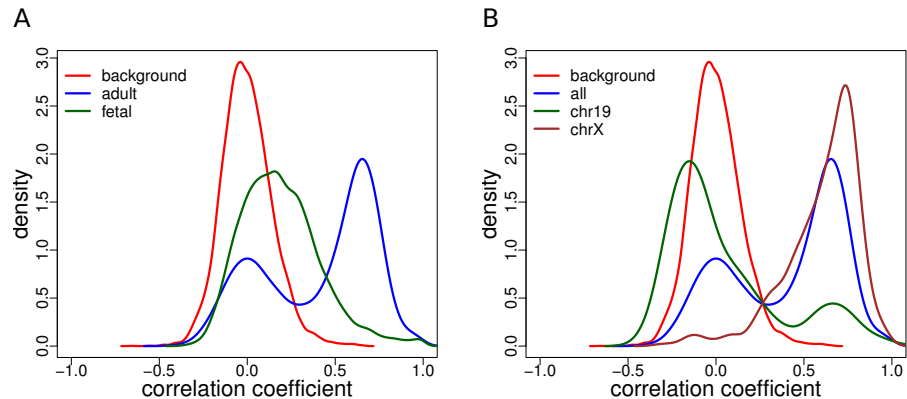 A
3.0
2.5
2.0
1.5
1.0
0.5
0.0
density
background
adult
fetal
−1.0 −0.5 0.0 0.5 1.0
correlation coefficient
B
3.0
2.5
2.0
1.5
1.0
0.5
0.0
density
background
all
chr19
chrX
−1.0 −0.5 0.0 0.5 1.0
correlation coefficient